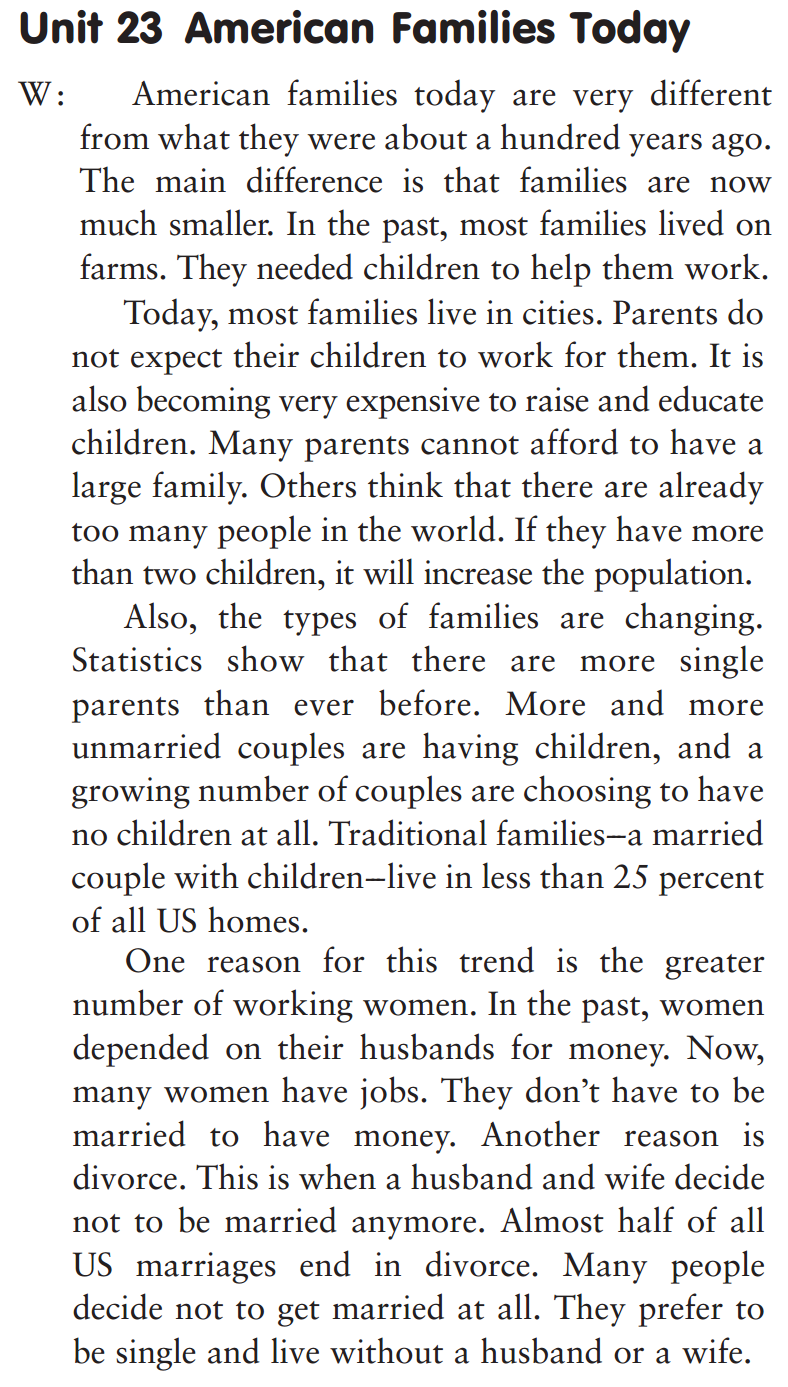 Unit 23 American Families Today
W: American families today are very different
from what they were about a hundred years ago.
The main difference is that families are now
much smaller. In the past, most families lived on
farms. They needed children to help them work.
Today, most families live in cities. Parents do
not expect their children to work for them. It is
also becoming very expensive to raise and educate
children. Many parents cannot afford to have a
large family. Others think that there are already
too many people in the world. If they have more
than two children, it will increase the population.
Also, the types of families are changing.
Statistics show that there are more single
parents than ever before. More and more
unmarried couples are having children, and a
growing number of couples are choosing to have
no children at all. Traditional families–a married
couple with children–live in less than 25 percent
of all US homes.
One reason for this trend is the greater
number of working women. In the past, women
depended on their husbands for money. Now,
many women have jobs. They don’t have to be
married to have money. Another reason is
divorce. This is when a husband and wife decide
not to be married anymore. Almost half of all
US marriages end in divorce. Many people
decide not to get married at all. They prefer to
be single and live without a husband or a wife.